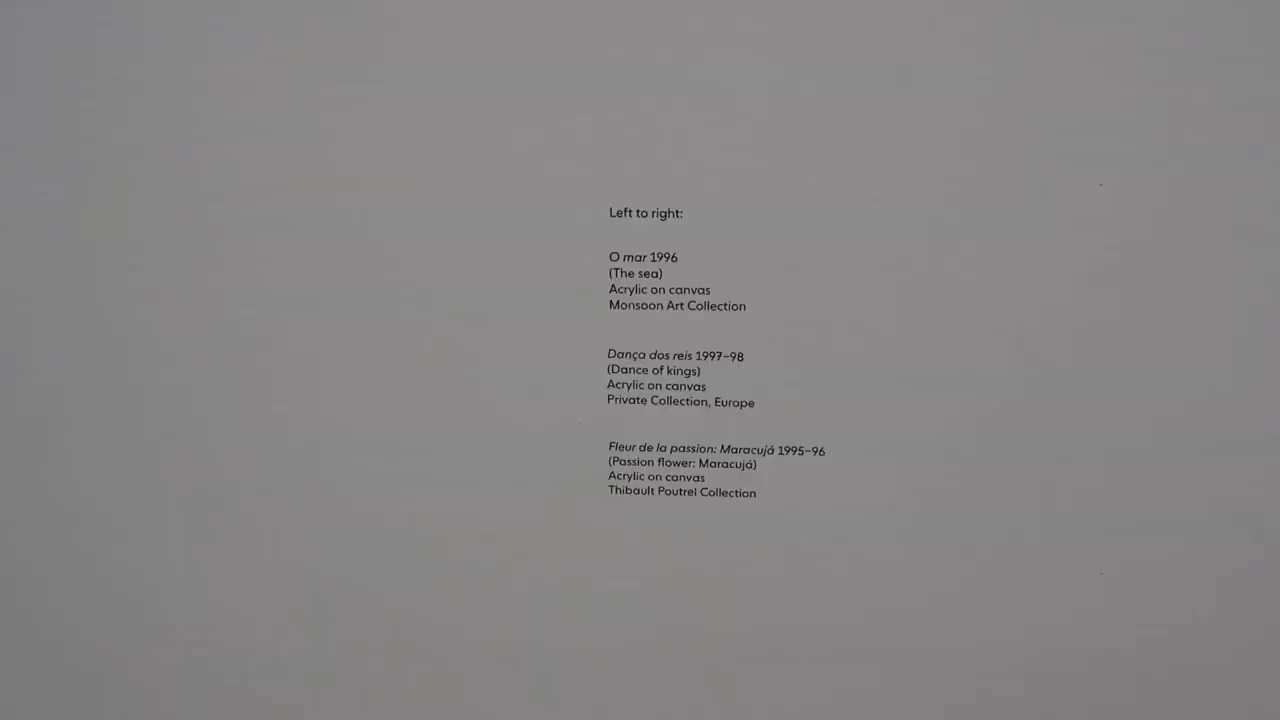 Left to right:
O mar 1996
(The sea)
Acrylic on canvas
Monsoon Art Collection
Dança dos reis 1997–98
(Dance of kings)
Acrylic on canvas
Private Collection, Europe
Fleur de la passion: Maracujá 1995–96
(Passion flower: Maracujá)
Acrylic on canvas
Thibault Poutrel Collection